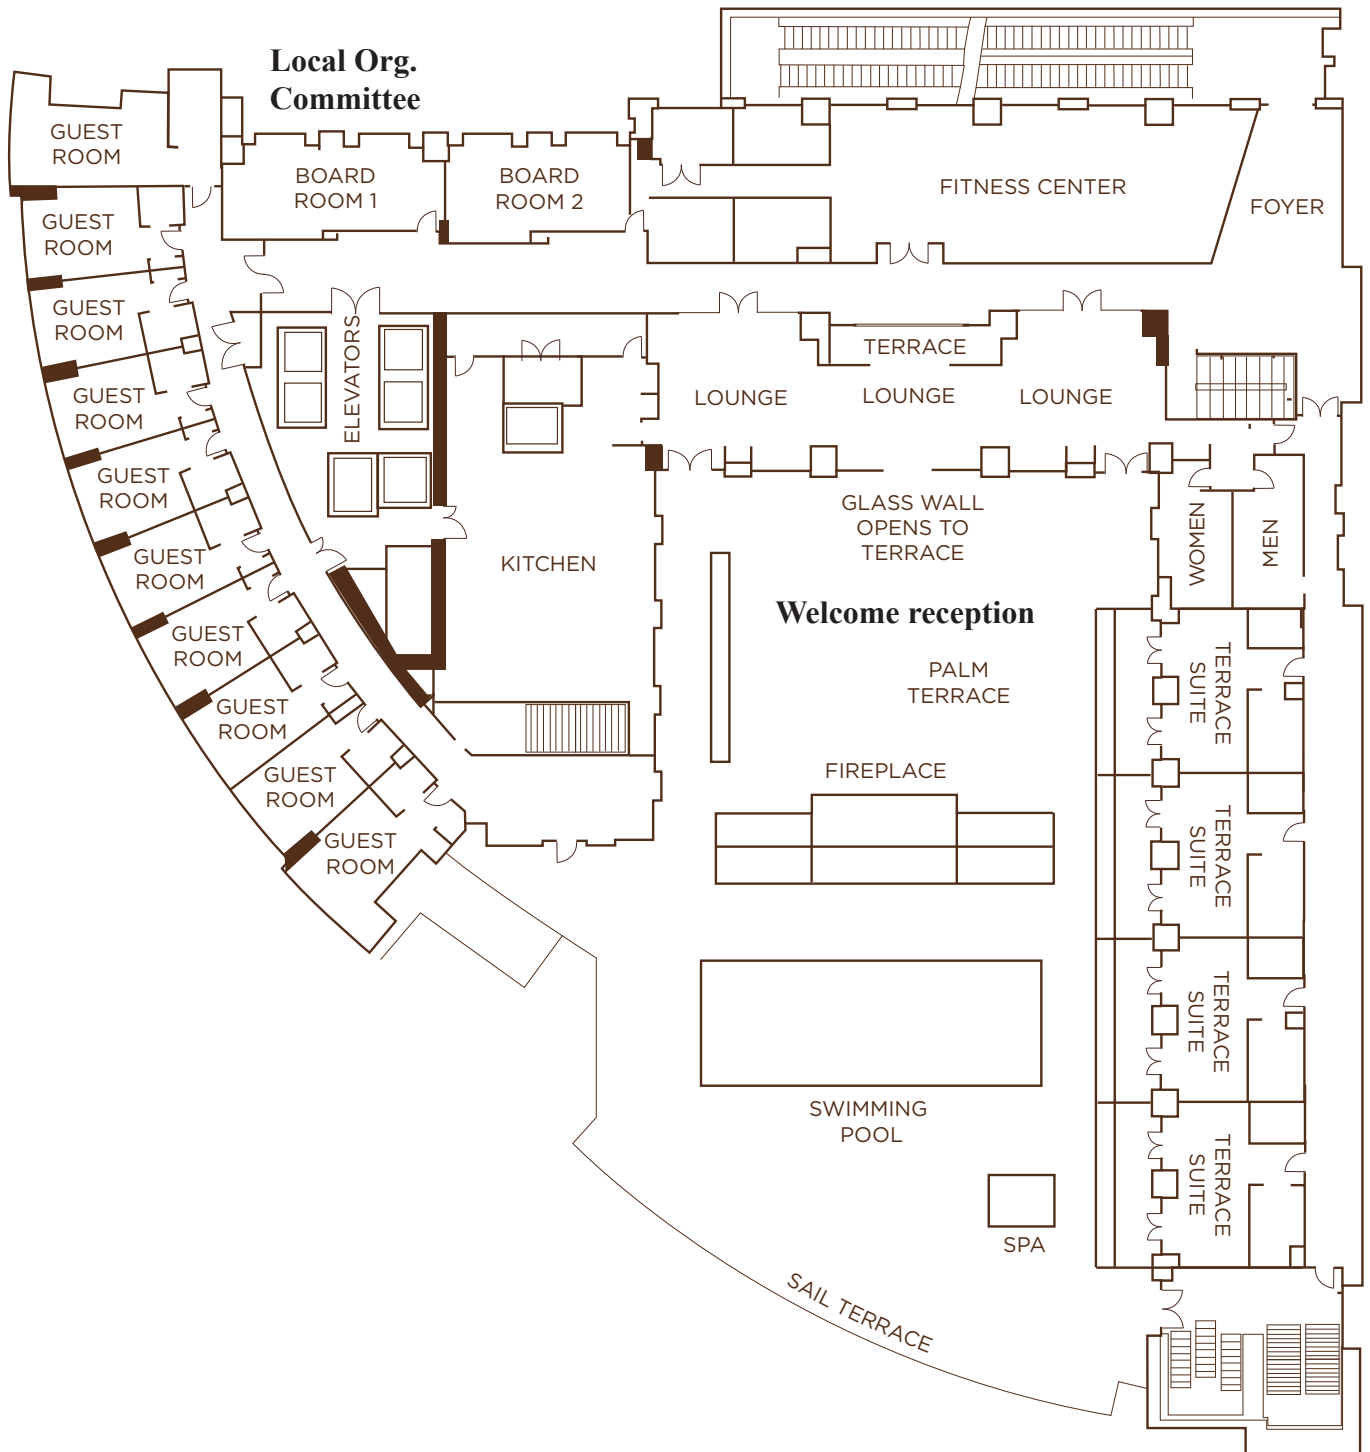 Local Org.
Committee
GUEST
ROOM
BOARD
ROOM 1
BOARD
ROOM 2
FITNESS CENTER
FOYER
GUEST
ROOM
GUEST
ROOM
ELEVATORS
TERRACE
GUEST
ROOM
LOUNGE
LOUNGE
LOUNGE
GUEST
ROOM
GLASS WALL
OPENS TO
TERRACE
WOMEN
MEN
GUEST
ROOM
KITCHEN
Welcome reception
GUEST
ROOM
PALM
TERRACE
TERRACE
SUITE
GUEST
ROOM
FIREPLACE
GUEST
ROOM
TERRACE
SUITE
GUEST
ROOM
TERRACE
SUITE
SWIMMING
POOL
TERRACE
SUITE
SPA
SAIL TERRACE